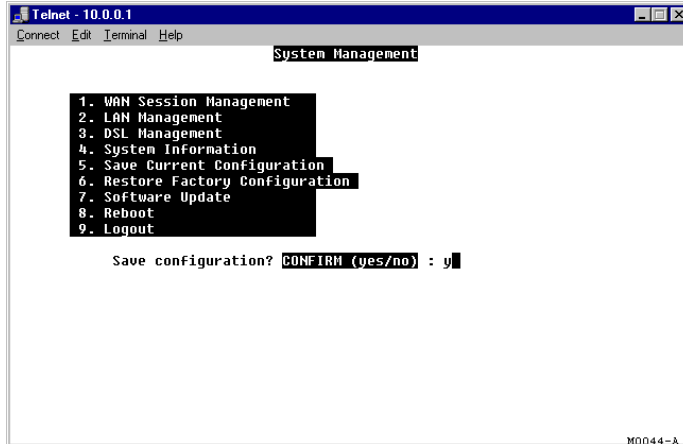 Telnet - 10.0.0.1
Connect Edit Terminal Help
System Management
1. WAN Session Management
2. LAN Management
3. DSL Management
4. System Information
5. Save Current Configuration
6. Restore Factory Configuration
7. Software Update
8. Reboot
9. Logout
Save configuration? CONFIRM (yes/no) : y
M0044-A